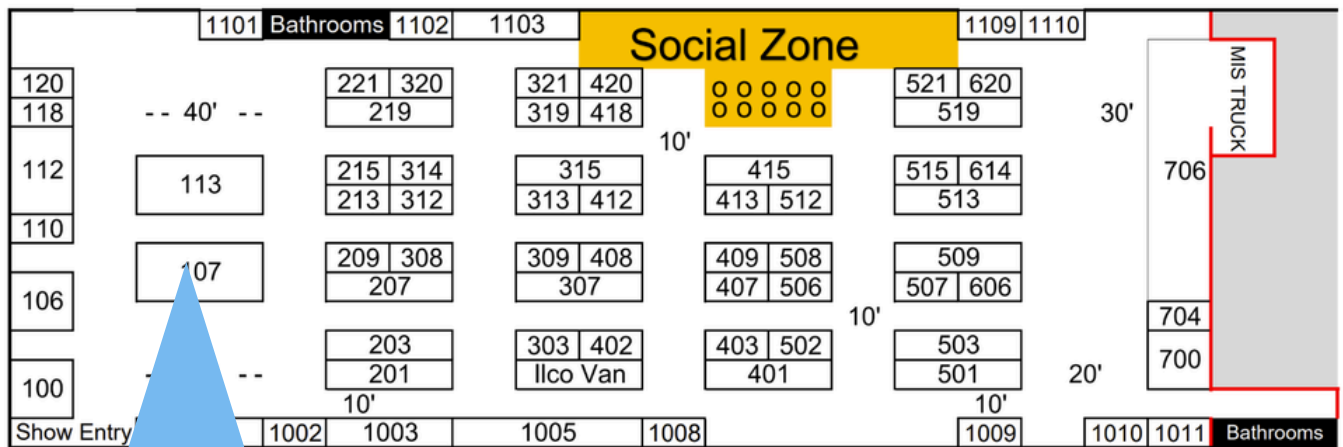 1101 Bathrooms 1102 1103 Social Zone 1109 1110
120 221 320 321 420 O O O O O 521 620 MIS TRUCK
118 -- 40' -- 219 319 418 O O O O O 519 30'
10'
112 113 215 314 315 415 515 614 706
213 312 313 412 413 512 513
110
107 209 308 309 408 409 508 509
106 207 307 407 506 507 606
10' 704
203 303 402 403 502 503 700
100 - -- 201 Ilco Van 401 501 20'
10' 10'
Show Entry 1002 1003 1005 1008 1009 1010 1011 Bathrooms